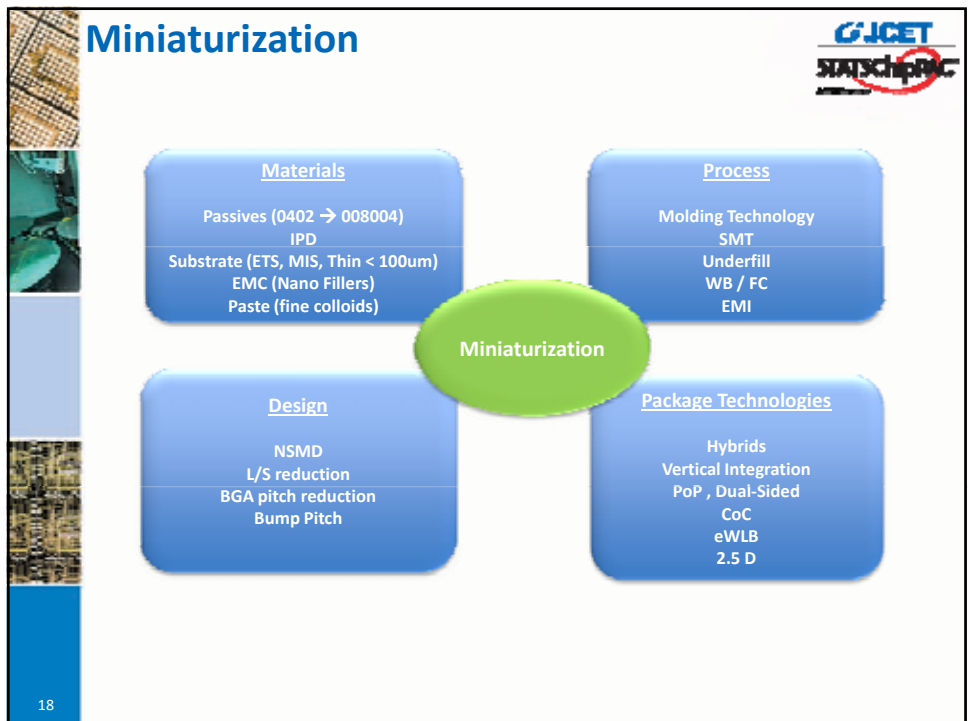 Miniaturization
JCET
STATSChipPAC
Materials
Passives (0402 → 008004)
IPD
Substrate (ETS, MIS, Thin < 100um)
EMC (Nano Fillers)
Paste (fine colloids)
Process
Molding Technology
SMT
Underfill
WB / FC
EMI
Miniaturization
Design
NSMD
L/S reduction
BGA pitch reduction
Bump Pitch
Package Technologies
Hybrids
Vertical Integration
PoP , Dual-Sided
CoC
eWLB
2.5 D
18